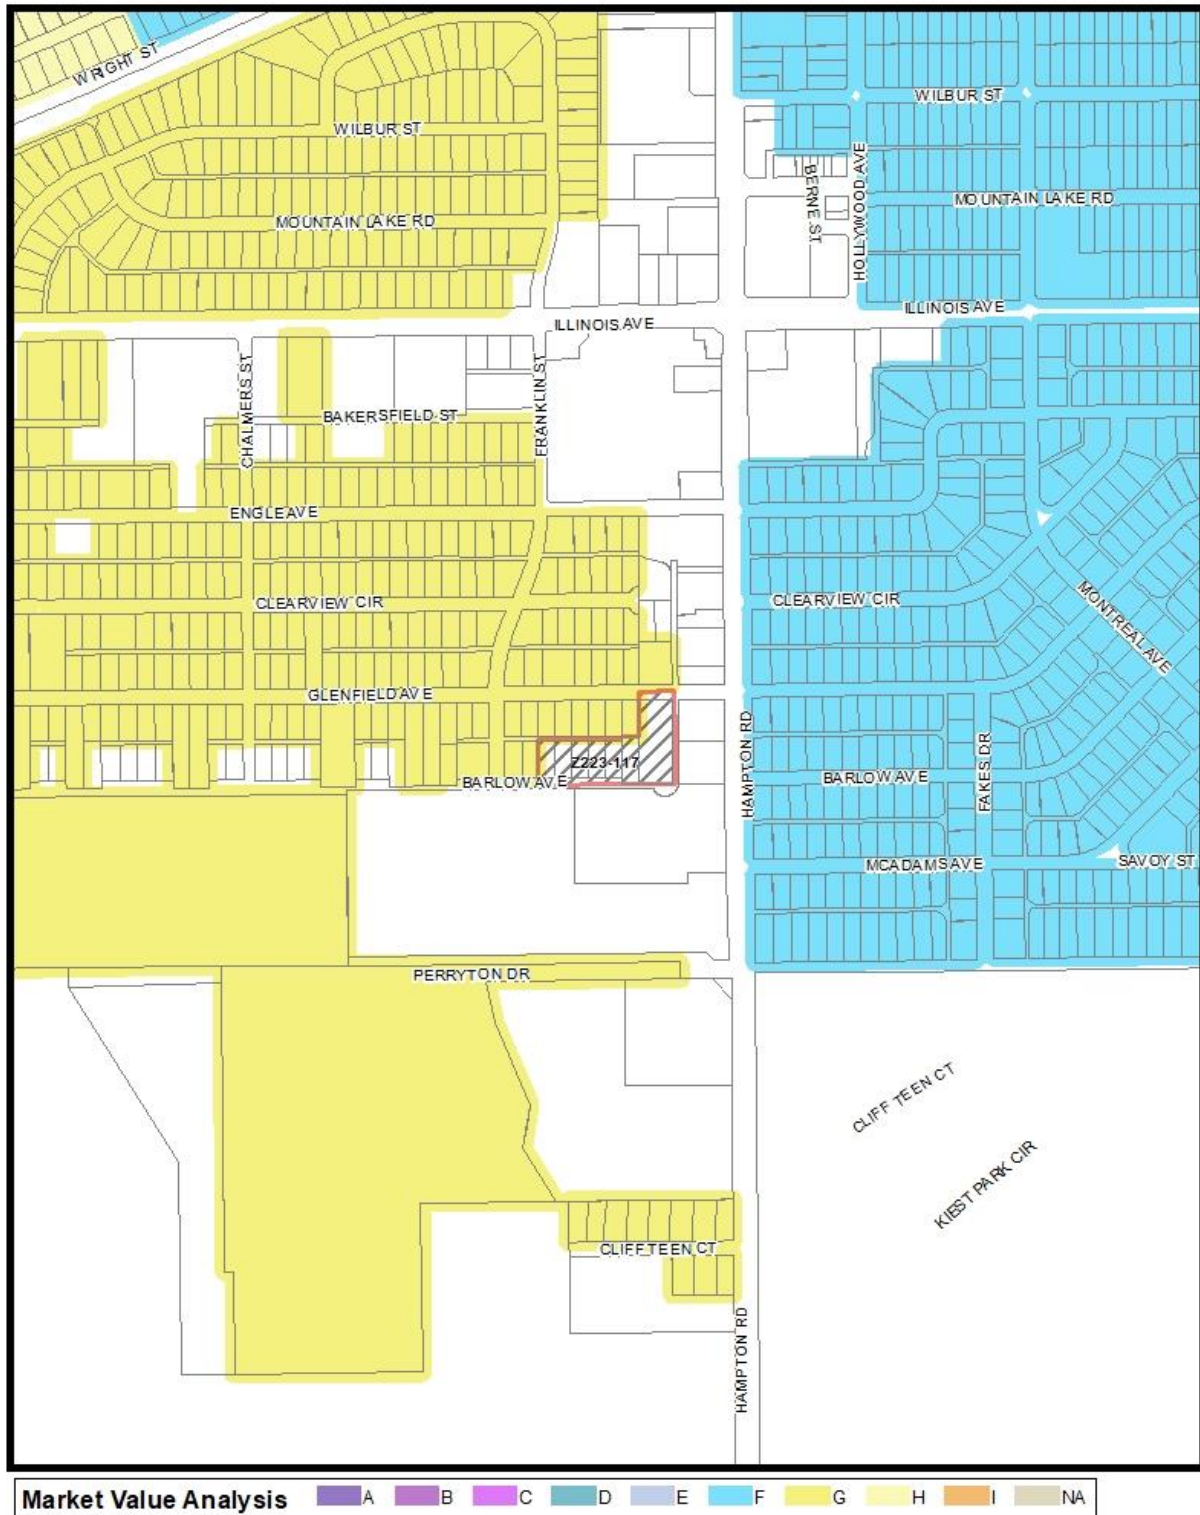 WRIGHT ST
WILBUR ST
WILBUR ST
BERNE ST
HOLLYWOOD AVE
MOUNTAIN LAKE RD
MOUNTAIN LAKE RD
ILLINOIS AVE
ILLINOIS AVE
CHALMERS ST
FRANKLIN ST
BAKERSFIELD ST
ENGLE AVE
CLEARVIEW CIR
CLEARVIEW CIR
MONTREAL AVE
GLENFIELD AVE
HAMPTON RD
FAKES DR
Z223-117
BARLOW AVE
BARLOW AVE
MCADAMS AVE
SAVOY ST
PERRYTON DR
CLIFF TEEN CT
KIEST PARK CIR
CLIFF TEEN CT
HAMPTON RD
Market Value Analysis A B C D E F G H I NA